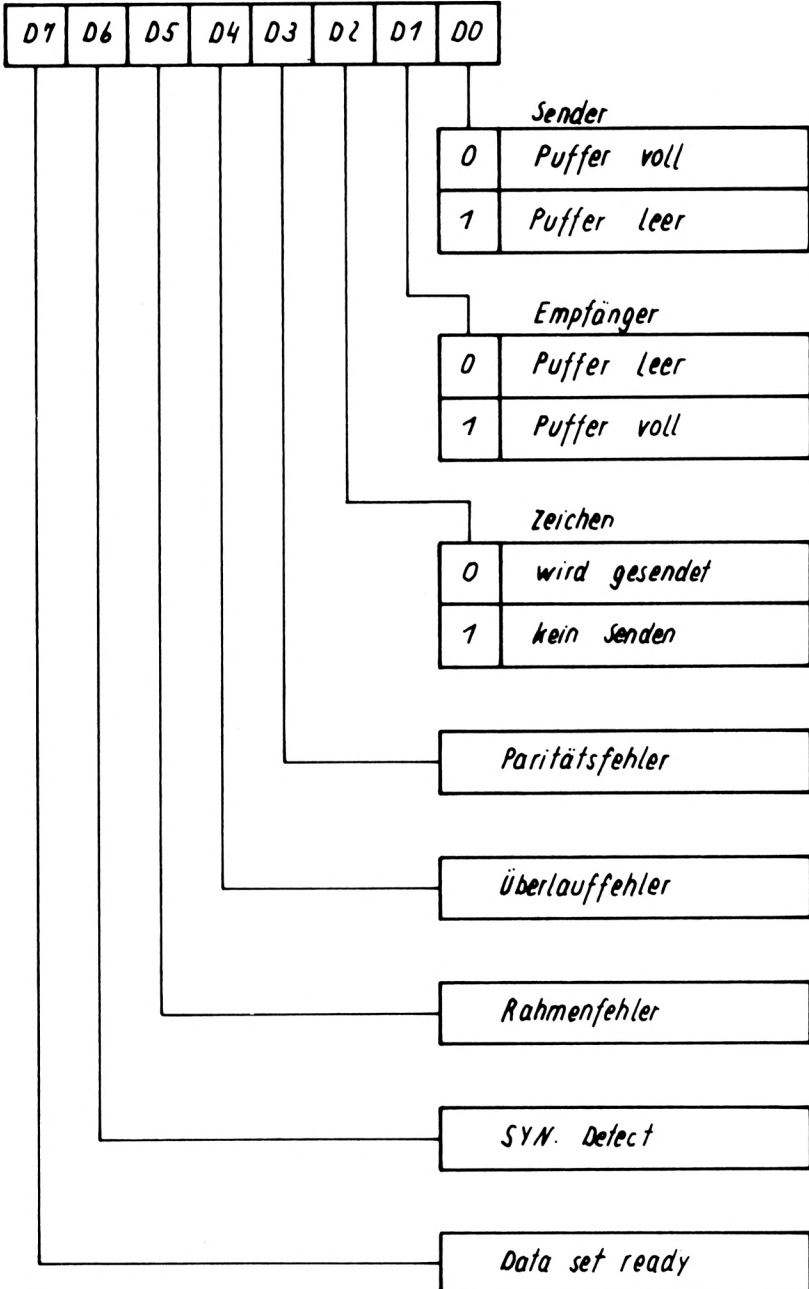 D7 D6 D5 D4 D3 D2 D1 D0
Sender
0 Puffer voll
1 Puffer leer
Empfänger
0 Puffer leer
1 Puffer voll
Zeichen
0 wird gesendet
1 kein Senden
Paritätsfehler
Überlauffehler
Rahmenfehler
SYN. Detect
Data set ready